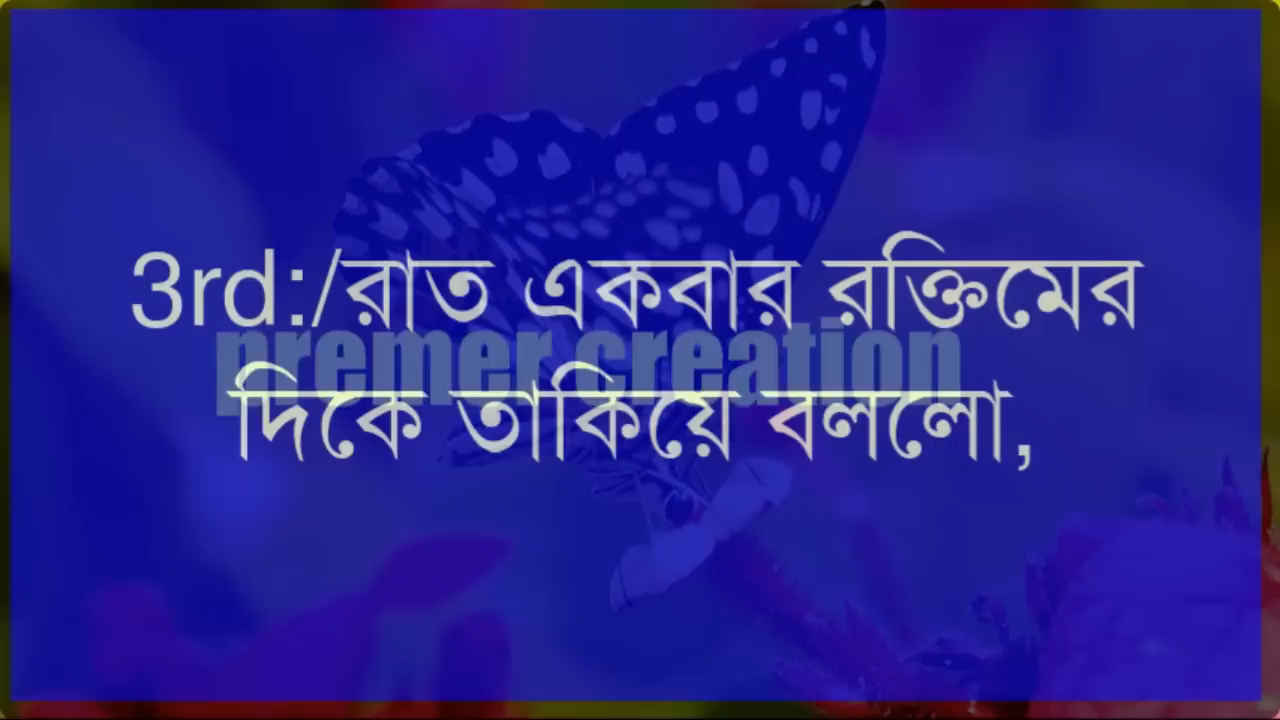 3rd:/রাত একবার রক্তিমের
premer creation
দিকে তাকিয়ে বললো,